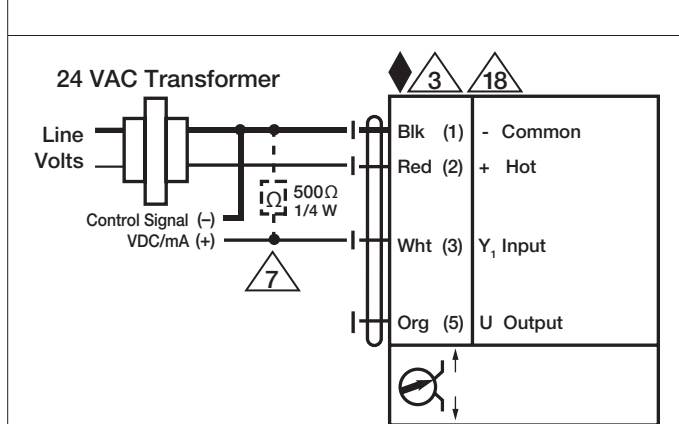 3 18
24 VAC Transformer
Line
Volts
Blk (1) - Common
Red (2) + Hot
Ω 500Ω
1/4 W
Control Signal (–)
VDC/mA (+)
Wht (3) Y₁ Input
7
Org (5) U Output